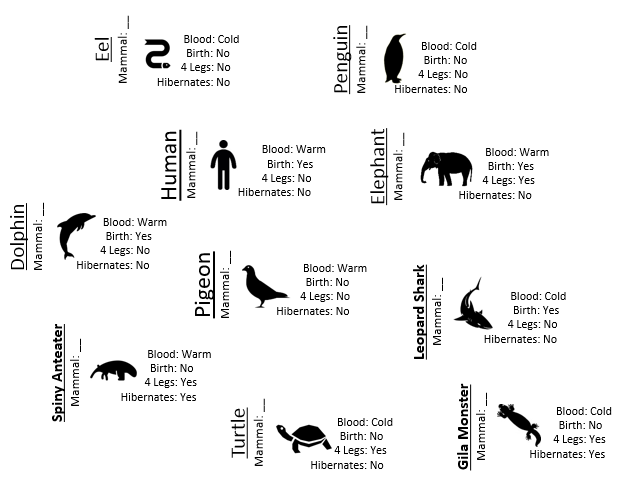 Eel
Mammal: __
Blood: Cold
Birth: No
4 Legs: No
Hibernates: No
Penguin
Mammal: __
Blood: Cold
Birth: No
4 Legs: No
Hibernates: No
Human
Mammal: __
Blood: Warm
Birth: Yes
4 Legs: No
Hibernates: No
Elephant
Mammal: __
Blood: Warm
Birth: Yes
4 Legs: Yes
Hibernates: No
Dolphin
Mammal: __
Blood: Warm
Birth: Yes
4 Legs: No
Hibernates: No
Pigeon
Mammal: __
Blood: Warm
Birth: No
4 Legs: No
Hibernates: No
Leopard Shark
Mammal: __
Blood: Cold
Birth: Yes
4 Legs: No
Hibernates: No
Spiny Anteater
Mammal: __
Blood: Warm
Birth: No
4 Legs: Yes
Hibernates: Yes
Turtle
Mammal: __
Blood: Cold
Birth: No
4 Legs: Yes
Hibernates: No
Gila Monster
Mammal: __
Blood: Cold
Birth: No
4 Legs: Yes
Hibernates: Yes